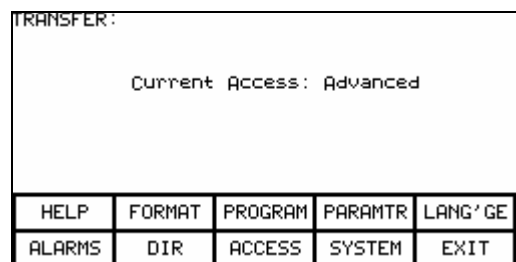 TRANSFER:
Current Access: Advanced
HELP FORMAT PROGRAM PARAMTR LANG'GE
ALARMS DIR ACCESS SYSTEM EXIT